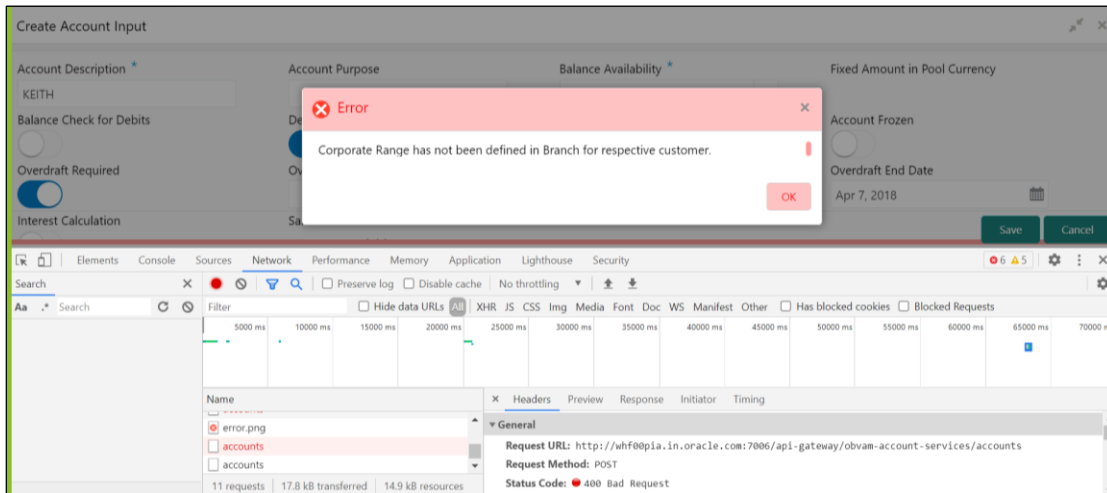 Create Account Input
Account Description * Account Purpose Balance Availability * Fixed Amount in Pool Currency
KEITH
Error
Balance Check for Debits Account Frozen
Corporate Range has not been defined in Branch for respective customer.
Overdraft Required Overdraft End Date
OK
Apr 7, 2018
Interest Calculation
Save Cancel
Elements Console Sources Network Performance Memory Application Lighthouse Security 6 5
Search Preserve log Disable cache No throttling
Aa .* Search Filter Hide data URLs All XHR JS CSS Img Media Font Doc WS Manifest Other Has blocked cookies Blocked Requests
5000 ms 10000 ms 15000 ms 20000 ms 25000 ms 30000 ms 35000 ms 40000 ms 45000 ms 50000 ms 55000 ms 60000 ms 65000 ms 70000
Name Headers Preview Response Initiator Timing
error.png General
accounts Request URL: http://whf00pia.in.oracle.com:7006/api-gateway/obvam-account-services/accounts
accounts Request Method: POST
11 requests 17.8 kB transferred 14.9 kB resources Status Code: 400 Bad Request